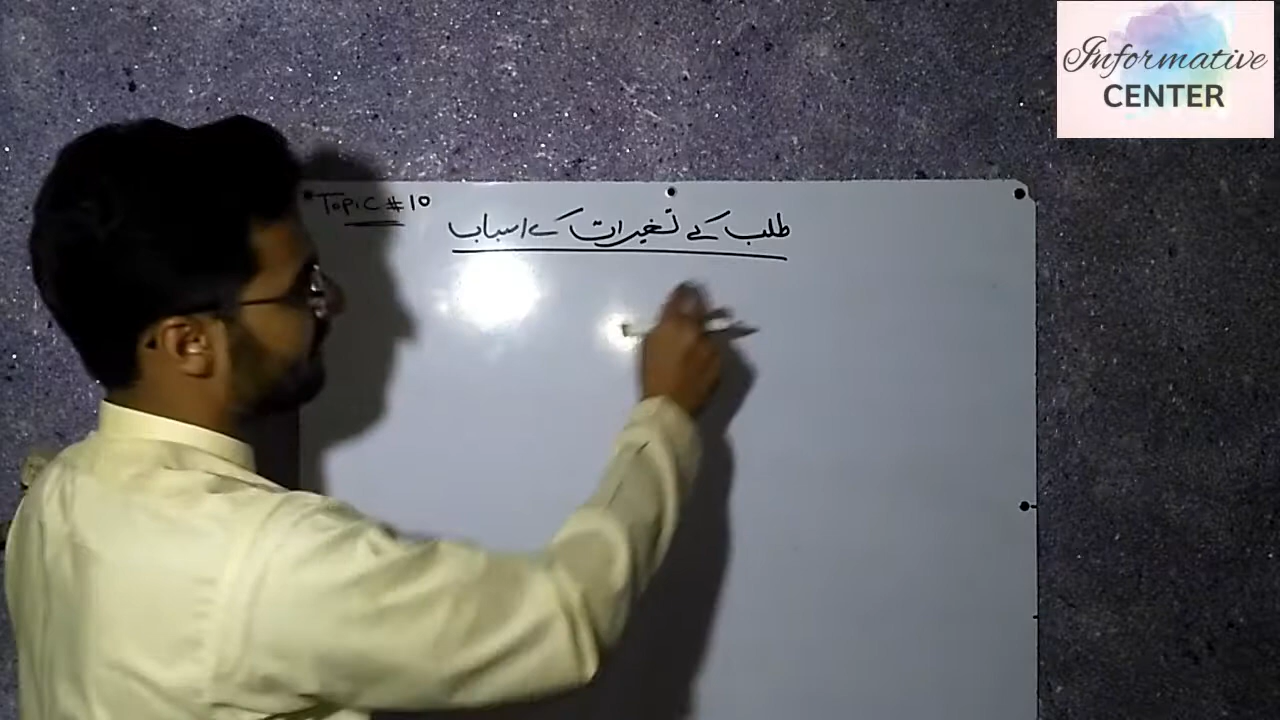 Informative
CENTER
Topic # 10
طلب کے تغیرات کے اسباب